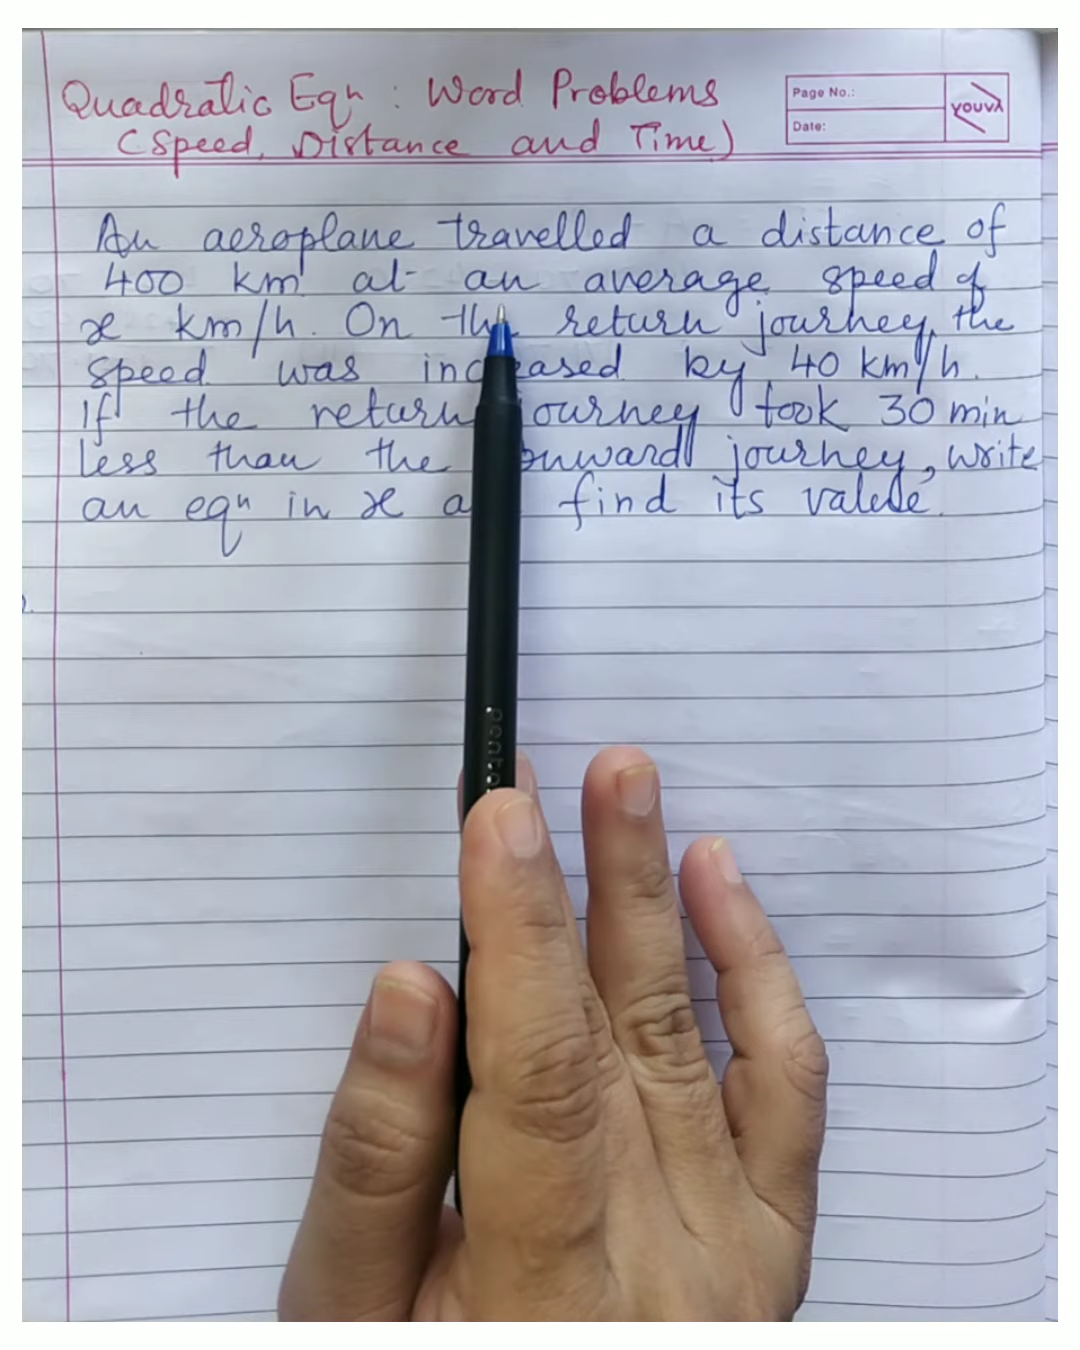 Quadratic Eqn : Word Problems
(Speed, Distance and Time)
Page No.:
Date:
youva
An aeroplane travelled a distance of
400 km at an average speed of
x km/h. On the return journey, the
speed was increased by 40 km/h.
If the return journey took 30 min
less than the onward journey, write
an eqn in x find its value.
pento